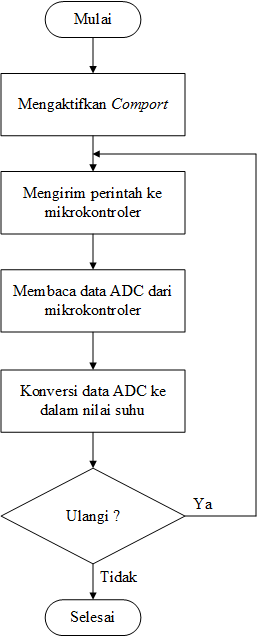 Mulai
Mengaktifkan Comport
Mengirim perintah ke
mikrokontroler
Membaca data ADC dari
mikrokontroler
Konversi data ADC ke
dalam nilai suhu
Ulangi ?
Ya
Tidak
Selesai